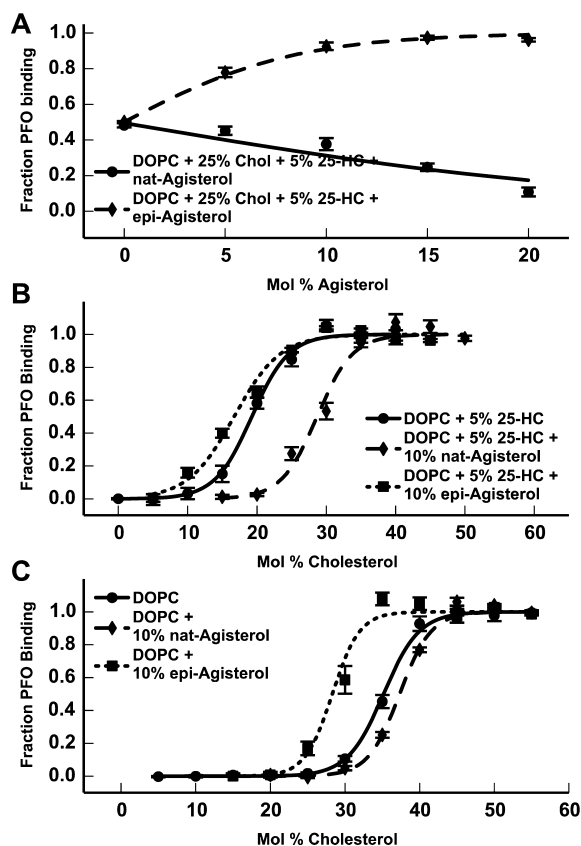 A
Fraction PFO binding
1.0
0.8
0.6
0.4
0.2
0.0
DOPC + 25% Chol + 5% 25-HC +
nat-Agisterol
DOPC + 25% Chol + 5% 25-HC +
epi-Agisterol
0 5 10 15 20
Mol % Agisterol
B
Fraction PFO Binding
1.0
0.8
0.6
0.4
0.2
0.0
DOPC + 5% 25-HC
DOPC + 5% 25-HC +
10% nat-Agisterol
DOPC + 5% 25-HC +
10% epi-Agisterol
0 10 20 30 40 50 60
Mol % Cholesterol
C
Fraction PFO Binding
1.0
0.8
0.6
0.4
0.2
0.0
DOPC
DOPC +
10% nat-Agisterol
DOPC +
10% epi-Agisterol
0 10 20 30 40 50 60
Mol % Cholesterol